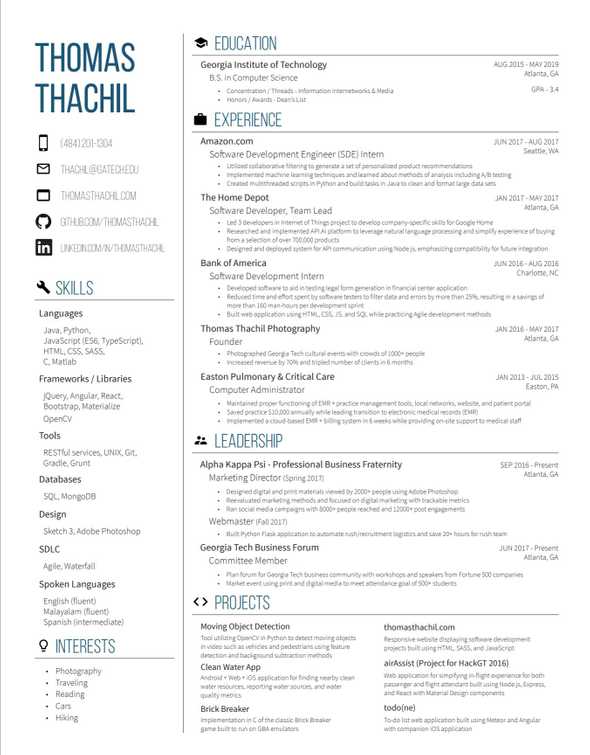 THOMAS
THACHIL
(484) 201-1304
THACHIL@GATECH.EDU
THOMASTHACHIL.COM
GITHUB.COM/THOMASTHACHIL
LINKEDIN.COM/IN/THOMASTHACHIL
SKILLS
Languages
Java, Python,
JavaScript (ES6, TypeScript),
HTML, CSS, SASS,
C, Matlab
Frameworks / Libraries
jQuery, Angular, React,
Bootstrap, Materialize
OpenCV
Tools
RESTful services, UNIX, Git,
Gradle, Grunt
Databases
SQL, MongoDB
Design
Sketch 3, Adobe Photoshop
SDLC
Agile, Waterfall
Spoken Languages
English (fluent)
Malayalam (fluent)
Spanish (intermediate)
INTERESTS
• Photography
• Traveling
• Reading
• Cars
• Hiking
EDUCATION
Georgia Institute of Technology AUG 2015 - MAY 2019
B.S. in Computer Science Atlanta, GA
• Concentration / Threads - Information Internetworks & Media GPA - 3.4
• Honors / Awards - Dean's List
EXPERIENCE
Amazon.com JUN 2017 - AUG 2017
Software Development Engineer (SDE) Intern Seattle, WA
• Utilized collaborative filtering to generate a set of personalized product recommendations
• Implemented machine learning techniques and learned about methods of analysis including A/B testing
• Created multithreaded scripts in Python and build tasks in Java to clean and format large data sets
The Home Depot JAN 2017 - MAY 2017
Software Developer, Team Lead Atlanta, GA
• Led 3 developers in Internet of Things project to develop company-specific skills for Google Home
• Researched and implemented API.AI platform to leverage natural language processing and simplify experience of buying
from a selection of over 700,000 products
• Designed and deployed system for API communication using Node.js, emphasizing compatibility for future integration
Bank of America JUN 2016 - AUG 2016
Software Development Intern Charlotte, NC
• Developed software to aid in testing legal form generation in financial center application
• Reduced time and effort spent by software testers to filter data and errors by more than 25%, resulting in a savings of
more than 160 man-hours per development sprint
• Built web application using HTML, CSS, JS, and SQL while practicing Agile development methods
Thomas Thachil Photography JAN 2016 - MAY 2017
Founder Atlanta, GA
• Photographed Georgia Tech cultural events with crowds of 1000+ people
• Increased revenue by 70% and tripled number of clients in 6 months
Easton Pulmonary & Critical Care JAN 2013 - JUL 2015
Computer Administrator Easton, PA
• Maintained proper functioning of EMR + practice management tools, local networks, website, and patient portal
• Saved practice $10,000 annually while leading transition to electronic medical records (EMR)
• Implemented a cloud-based EMR + billing system in 6 weeks while providing on-site support to medical staff
LEADERSHIP
Alpha Kappa Psi - Professional Business Fraternity SEP 2016 - Present
Marketing Director (Spring 2017) Atlanta, GA
• Designed digital and print materials viewed by 2000+ people using Adobe Photoshop
• Reevaluated marketing methods and focused on digital marketing with trackable metrics
• Ran social media campaigns with 8000+ people reached and 12000+ post engagements
Webmaster (Fall 2017)
• Built Python Flask application to automate rush/recruitment logistics and save 20+ hours for rush team
Georgia Tech Business Forum JUN 2017 - Present
Committee Member Atlanta, GA
• Plan forum for Georgia Tech business community with workshops and speakers from Fortune 500 companies
• Market event using print and digital media to meet attendance goal of 500+ students
PROJECTS
Moving Object Detection
Tool utilizing OpenCV in Python to detect moving objects
in video such as vehicles and pedestrians using feature
detection and background subtraction methods
Clean Water App
Android + Web + iOS application for finding nearby clean
water resources, reporting water sources, and water
quality metrics
Brick Breaker
Implementation in C of the classic Brick Breaker
game built to run on GBA emulators
thomasthachil.com
Responsive website displaying software development
projects built using HTML, SASS, and JavaScript
airAssist (Project for HackGT 2016)
Web application for simplifying in-flight experience for both
passenger and flight attendant built using Node.js, Express,
and React with Material Design components
todo(ne)
To-do list web application built using Meteor and Angular
with companion iOS application